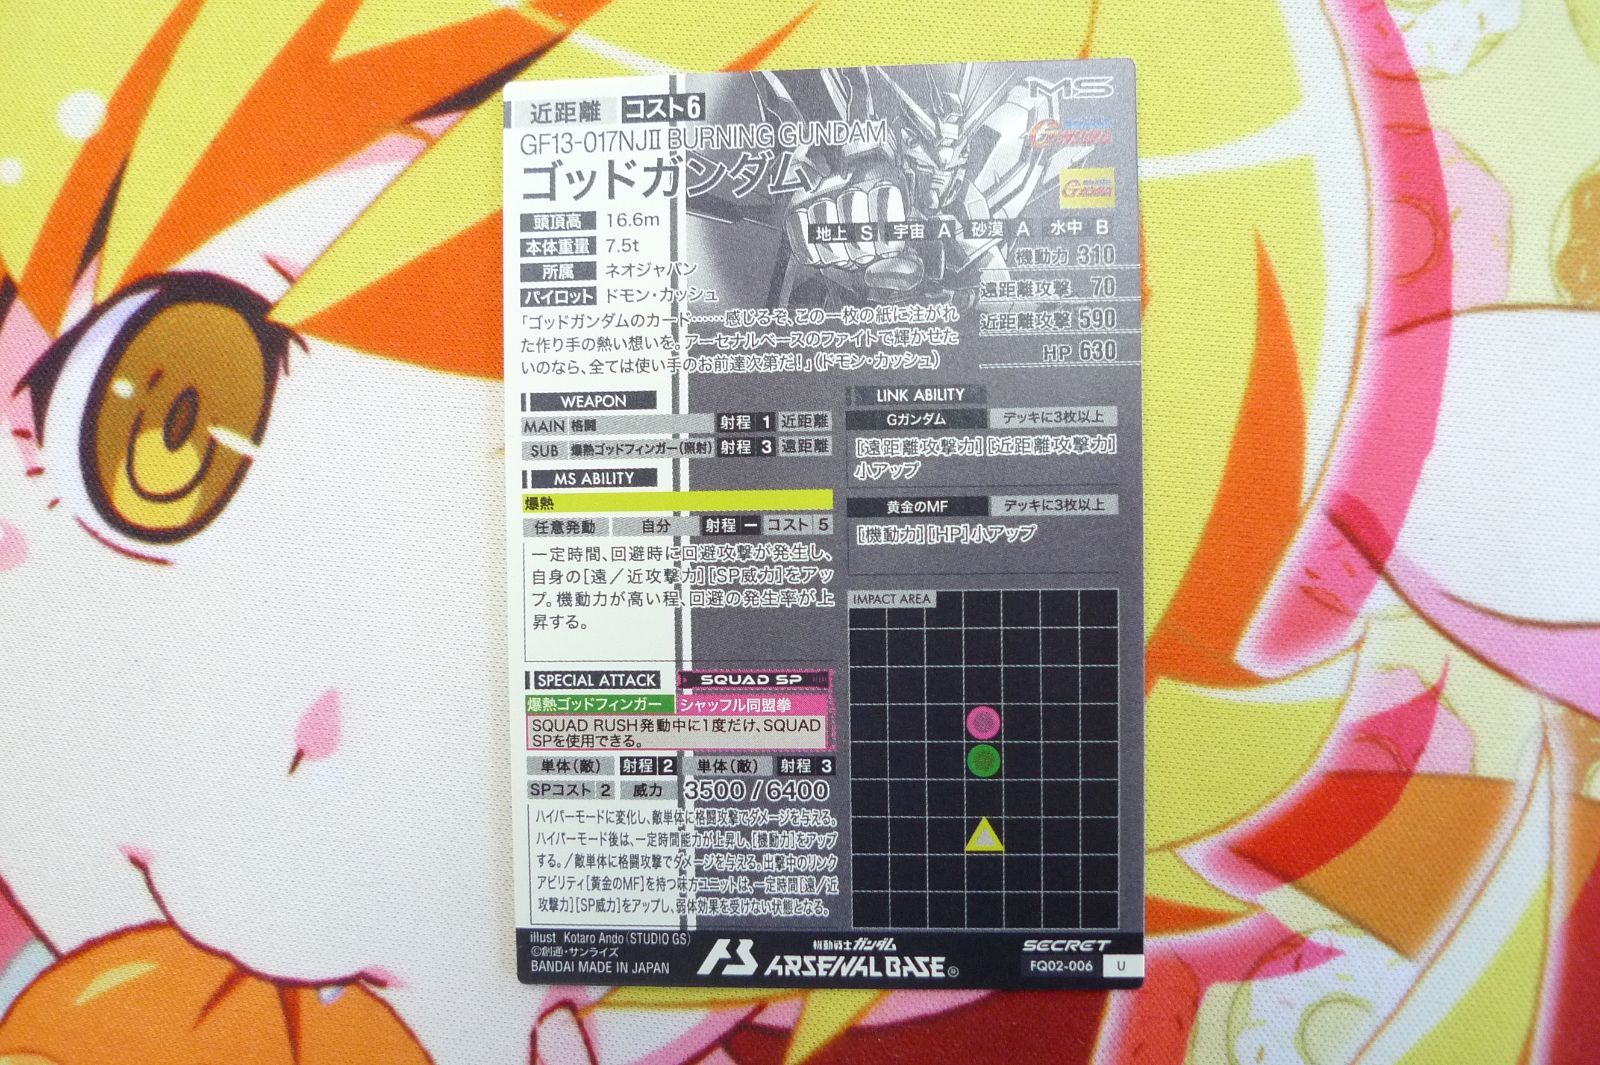 近距離 コスト6
MS
GF13-017NJII BURNING GUNDAM
ゴッドガンダム
頭頂高 16.6m
本体重量 7.5t
所属 ネオジャパン
パイロット ドモン・カッシュ
地上 S 宇宙 A 砂漠 A 水中 B
機動力 310
遠距離攻撃 70
近距離攻撃 590
HP 630
「ゴッドガンダムのカード……感じるぞ、この一枚の紙に注がれ
た作り手の熱い想いを。アーセナルベースのファイトで輝かせた
いのなら、全ては使い手のお前達次第だ！」（ドモン・カッシュ）
WEAPON
MAIN 格闘 射程 1 近距離
SUB 爆熱ゴッドフィンガー（照射） 射程 3 遠距離
MS ABILITY
爆熱
任意発動 自分 射程 ー コスト 5
一定時間、回避時に回避攻撃が発生し、
自身の［遠／近攻撃力］［SP威力］をアッ
プ。機動力が高い程、回避の発生率が上
昇する。
LINK ABILITY
Gガンダム デッキに3枚以上
［遠距離攻撃力］［近距離攻撃力］
小アップ
黄金のMF デッキに3枚以上
［機動力］［HP］小アップ
IMPACT AREA
SPECIAL ATTACK SQUAD SP
爆熱ゴッドフィンガー シャッフル同盟拳
SQUAD RUSH発動中に1度だけ、SQUAD
SPを使用できる。
単体（敵） 射程 2 単体（敵） 射程 3
SPコスト 2 威力 3500 / 6400
ハイパーモードに変化し、敵単体に格闘攻撃でダメージを与える。
ハイパーモード後は、一定時間能力が上昇し、［機動力］をアップ
する。／敵単体に格闘攻撃でダメージを与える。出撃中のリンク
アビリティ［黄金のMF］を持つ味方ユニットは、一定時間［遠／近
攻撃力］［SP威力］をアップし、弱体効果を受けない状態となる。
illust Kotaro Ando (STUDIO GS)
©創通・サンライズ
BANDAI MADE IN JAPAN
機動戦士ガンダム
ARSENAL BASE®
SECRET
FQ02-006 U